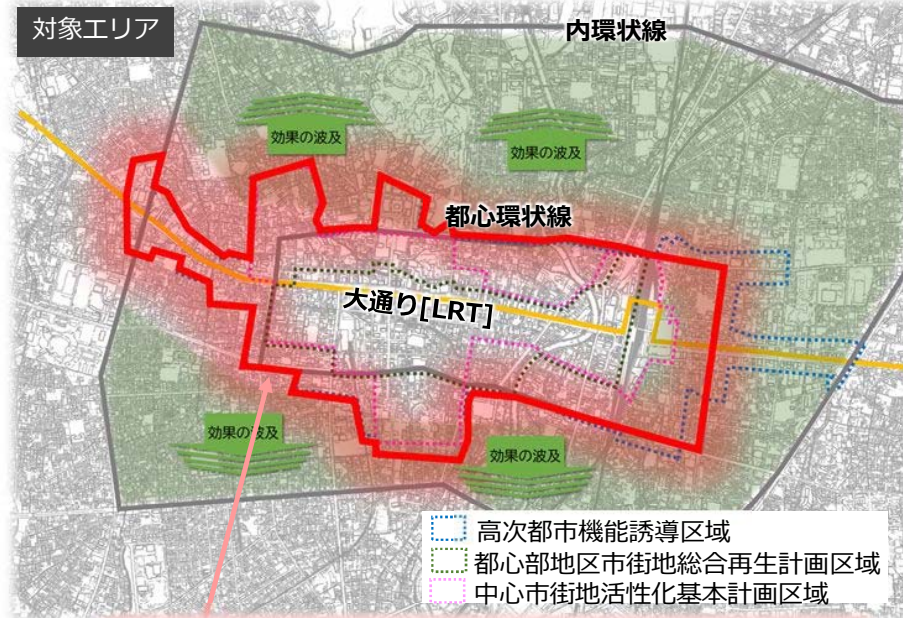 対象エリア
内環状線
効果の波及
効果の波及
都心環状線
大通り[LRT]
効果の波及
効果の波及
高次都市機能誘導区域
都心部地区市街地総合再生計画区域
中心市街地活性化基本計画区域